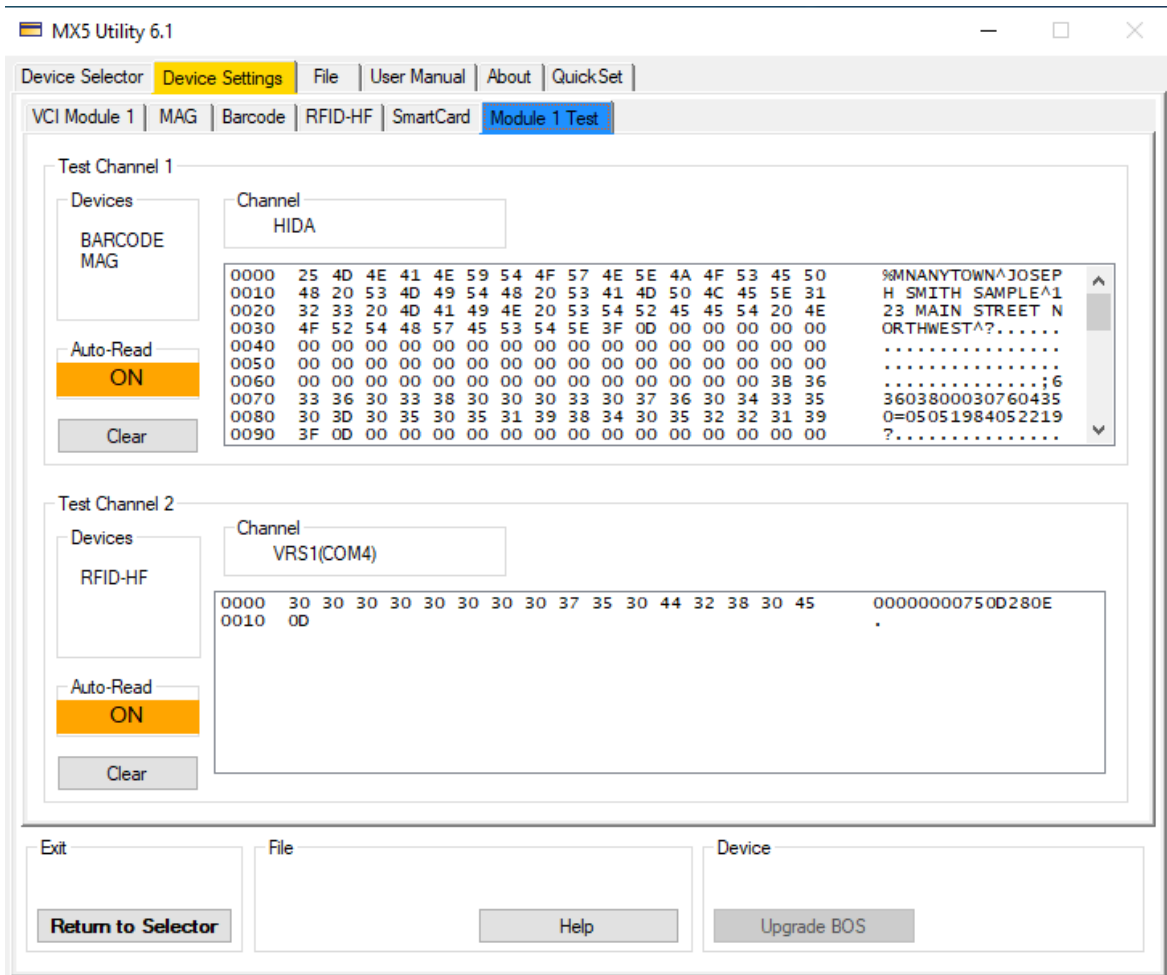 MX5 Utility 6.1
Device Selector Device Settings File User Manual About QuickSet
VCI Module 1 MAG Barcode RFID-HF SmartCard Module 1 Test
Test Channel 1
Devices
BARCODE
MAG
Channel
HIDA
0000 25 4D 4E 41 4E 59 54 4F 57 4E 5E 4A 4F 53 45 50 %MNANYTOWN^JOSEP
0010 48 20 53 4D 49 54 48 20 53 41 4D 50 4C 45 5E 31 H SMITH SAMPLE^1
0020 32 33 20 4D 41 49 4E 20 53 54 52 45 45 54 20 4E 23 MAIN STREET N
0030 4F 52 54 48 57 45 53 54 5E 3F 0D 00 00 00 00 00 ORTHWEST^?......
0040 00 00 00 00 00 00 00 00 00 00 00 00 00 00 00 00 ................
0050 00 00 00 00 00 00 00 00 00 00 00 00 00 00 00 00 ................
0060 00 00 00 00 00 00 00 00 00 00 00 00 00 00 3B 36 ..............;6
0070 33 36 30 33 38 30 30 30 33 30 37 36 30 34 33 35 3603800030760435
0080 30 3D 30 35 30 35 31 39 38 34 30 35 32 32 31 39 0=05051984052219
0090 3F 0D 00 00 00 00 00 00 00 00 00 00 00 00 00 00 ?...............
Auto-Read
ON
Clear
Test Channel 2
Devices
RFID-HF
Channel
VRS1(COM4)
0000 30 30 30 30 30 30 30 30 37 35 30 44 32 38 30 45 00000000750D280E
0010 0D .
Auto-Read
ON
Clear
Exit
Return to Selector
File
Help
Device
Upgrade BOS